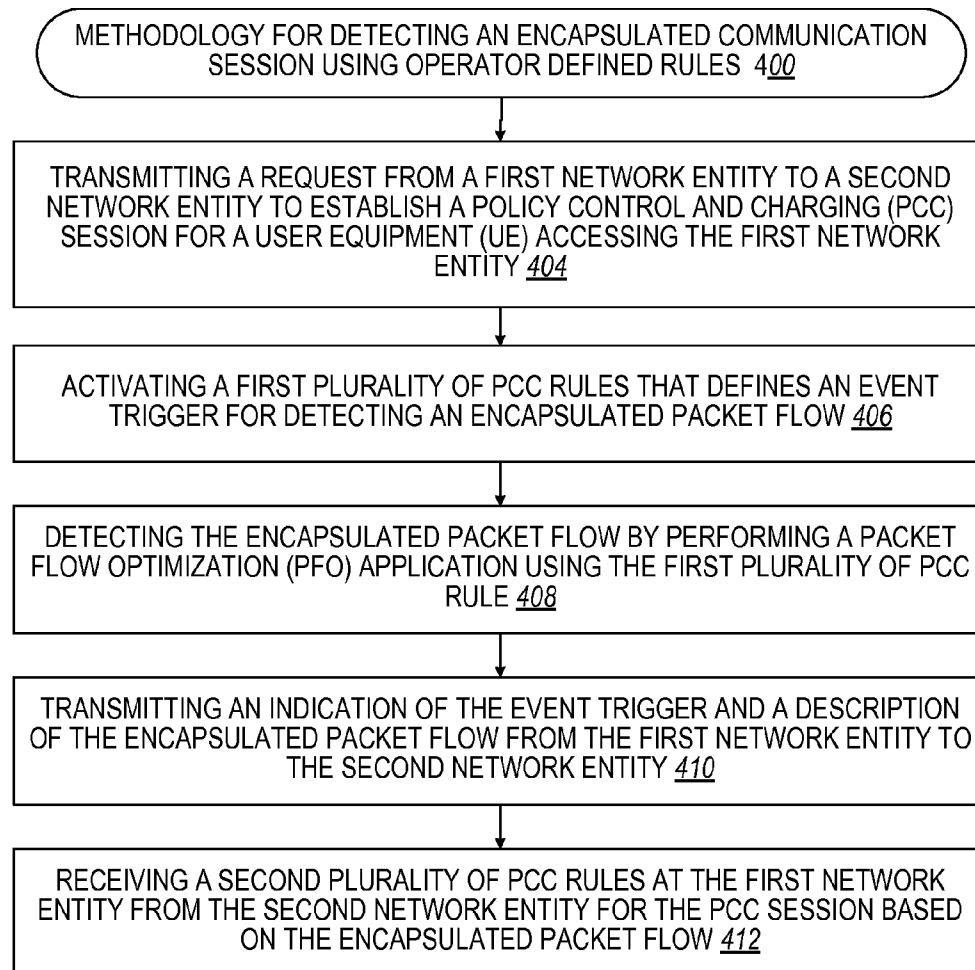 METHODOLOGY FOR DETECTING AN ENCAPSULATED COMMUNICATION
SESSION USING OPERATOR DEFINED RULES 400
TRANSMITTING A REQUEST FROM A FIRST NETWORK ENTITY TO A SECOND
NETWORK ENTITY TO ESTABLISH A POLICY CONTROL AND CHARGING (PCC)
SESSION FOR A USER EQUIPMENT (UE) ACCESSING THE FIRST NETWORK
ENTITY 404
ACTIVATING A FIRST PLURALITY OF PCC RULES THAT DEFINES AN EVENT
TRIGGER FOR DETECTING AN ENCAPSULATED PACKET FLOW 406
DETECTING THE ENCAPSULATED PACKET FLOW BY PERFORMING A PACKET
FLOW OPTIMIZATION (PFO) APPLICATION USING THE FIRST PLURALITY OF PCC
RULE 408
TRANSMITTING AN INDICATION OF THE EVENT TRIGGER AND A DESCRIPTION
OF THE ENCAPSULATED PACKET FLOW FROM THE FIRST NETWORK ENTITY TO
THE SECOND NETWORK ENTITY 410
RECEIVING A SECOND PLURALITY OF PCC RULES AT THE FIRST NETWORK
ENTITY FROM THE SECOND NETWORK ENTITY FOR THE PCC SESSION BASED
ON THE ENCAPSULATED PACKET FLOW 412